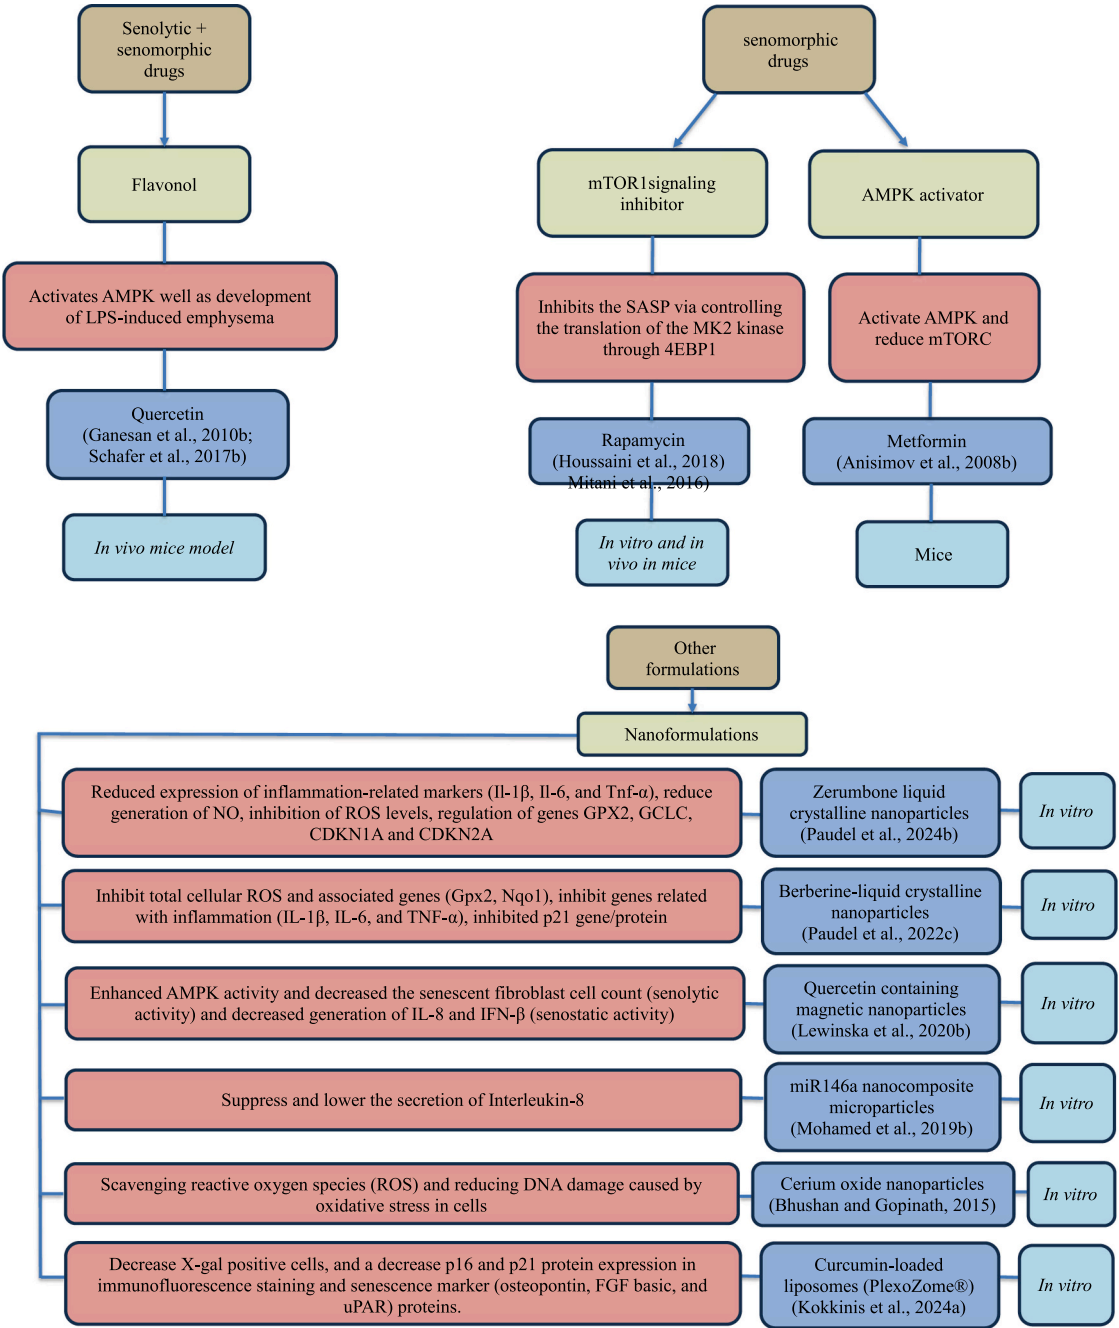 Senolytic +
senomorphic
drugs
Flavonol
Activates AMPK well as development
of LPS-induced emphysema
Quercetin
(Ganesan et al., 2010b;
Schafer et al., 2017b)
In vivo mice model
senomorphic
drugs
mTOR1signaling
inhibitor
Inhibits the SASP via controlling
the translation of the MK2 kinase
through 4EBP1
Rapamycin
(Houssaini et al., 2018)
Mitani et al., 2016)
In vitro and in
vivo in mice
AMPK activator
Activate AMPK and
reduce mTORC
Metformin
(Anisimov et al., 2008b)
Mice
Other
formulations
Nanoformulations
Reduced expression of inflammation-related markers (Il-1β, Il-6, and Tnf-α), reduce
generation of NO, inhibition of ROS levels, regulation of genes GPX2, GCLC,
CDKN1A and CDKN2A
Zerumbone liquid
crystalline nanoparticles
(Paudel et al., 2024b)
In vitro
Inhibit total cellular ROS and associated genes (Gpx2, Nqo1), inhibit genes related
with inflammation (IL-1β, IL-6, and TNF-α), inhibited p21 gene/protein
Berberine-liquid crystalline
nanoparticles
(Paudel et al., 2022c)
In vitro
Enhanced AMPK activity and decreased the senescent fibroblast cell count (senolytic
activity) and decreased generation of IL-8 and IFN-β (senostatic activity)
Quercetin containing
magnetic nanoparticles
(Lewinska et al., 2020b)
In vitro
Suppress and lower the secretion of Interleukin-8
miR146a nanocomposite
microparticles
(Mohamed et al., 2019b)
In vitro
Scavenging reactive oxygen species (ROS) and reducing DNA damage caused by
oxidative stress in cells
Cerium oxide nanoparticles
(Bhushan and Gopinath, 2015)
In vitro
Decrease X-gal positive cells, and a decrease p16 and p21 protein expression in
immunofluorescence staining and senescence marker (osteopontin, FGF basic, and
uPAR) proteins.
Curcumin-loaded
liposomes (PlexoZome®)
(Kokkinis et al., 2024a)
In vitro